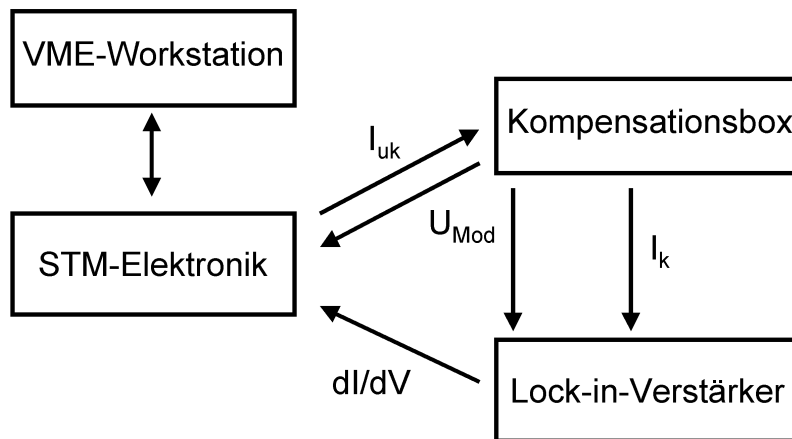 VME-Workstation
Kompensationsbox
I_uk
U_Mod
STM-Elektronik
I_k
dI/dV
Lock-in-Verstärker